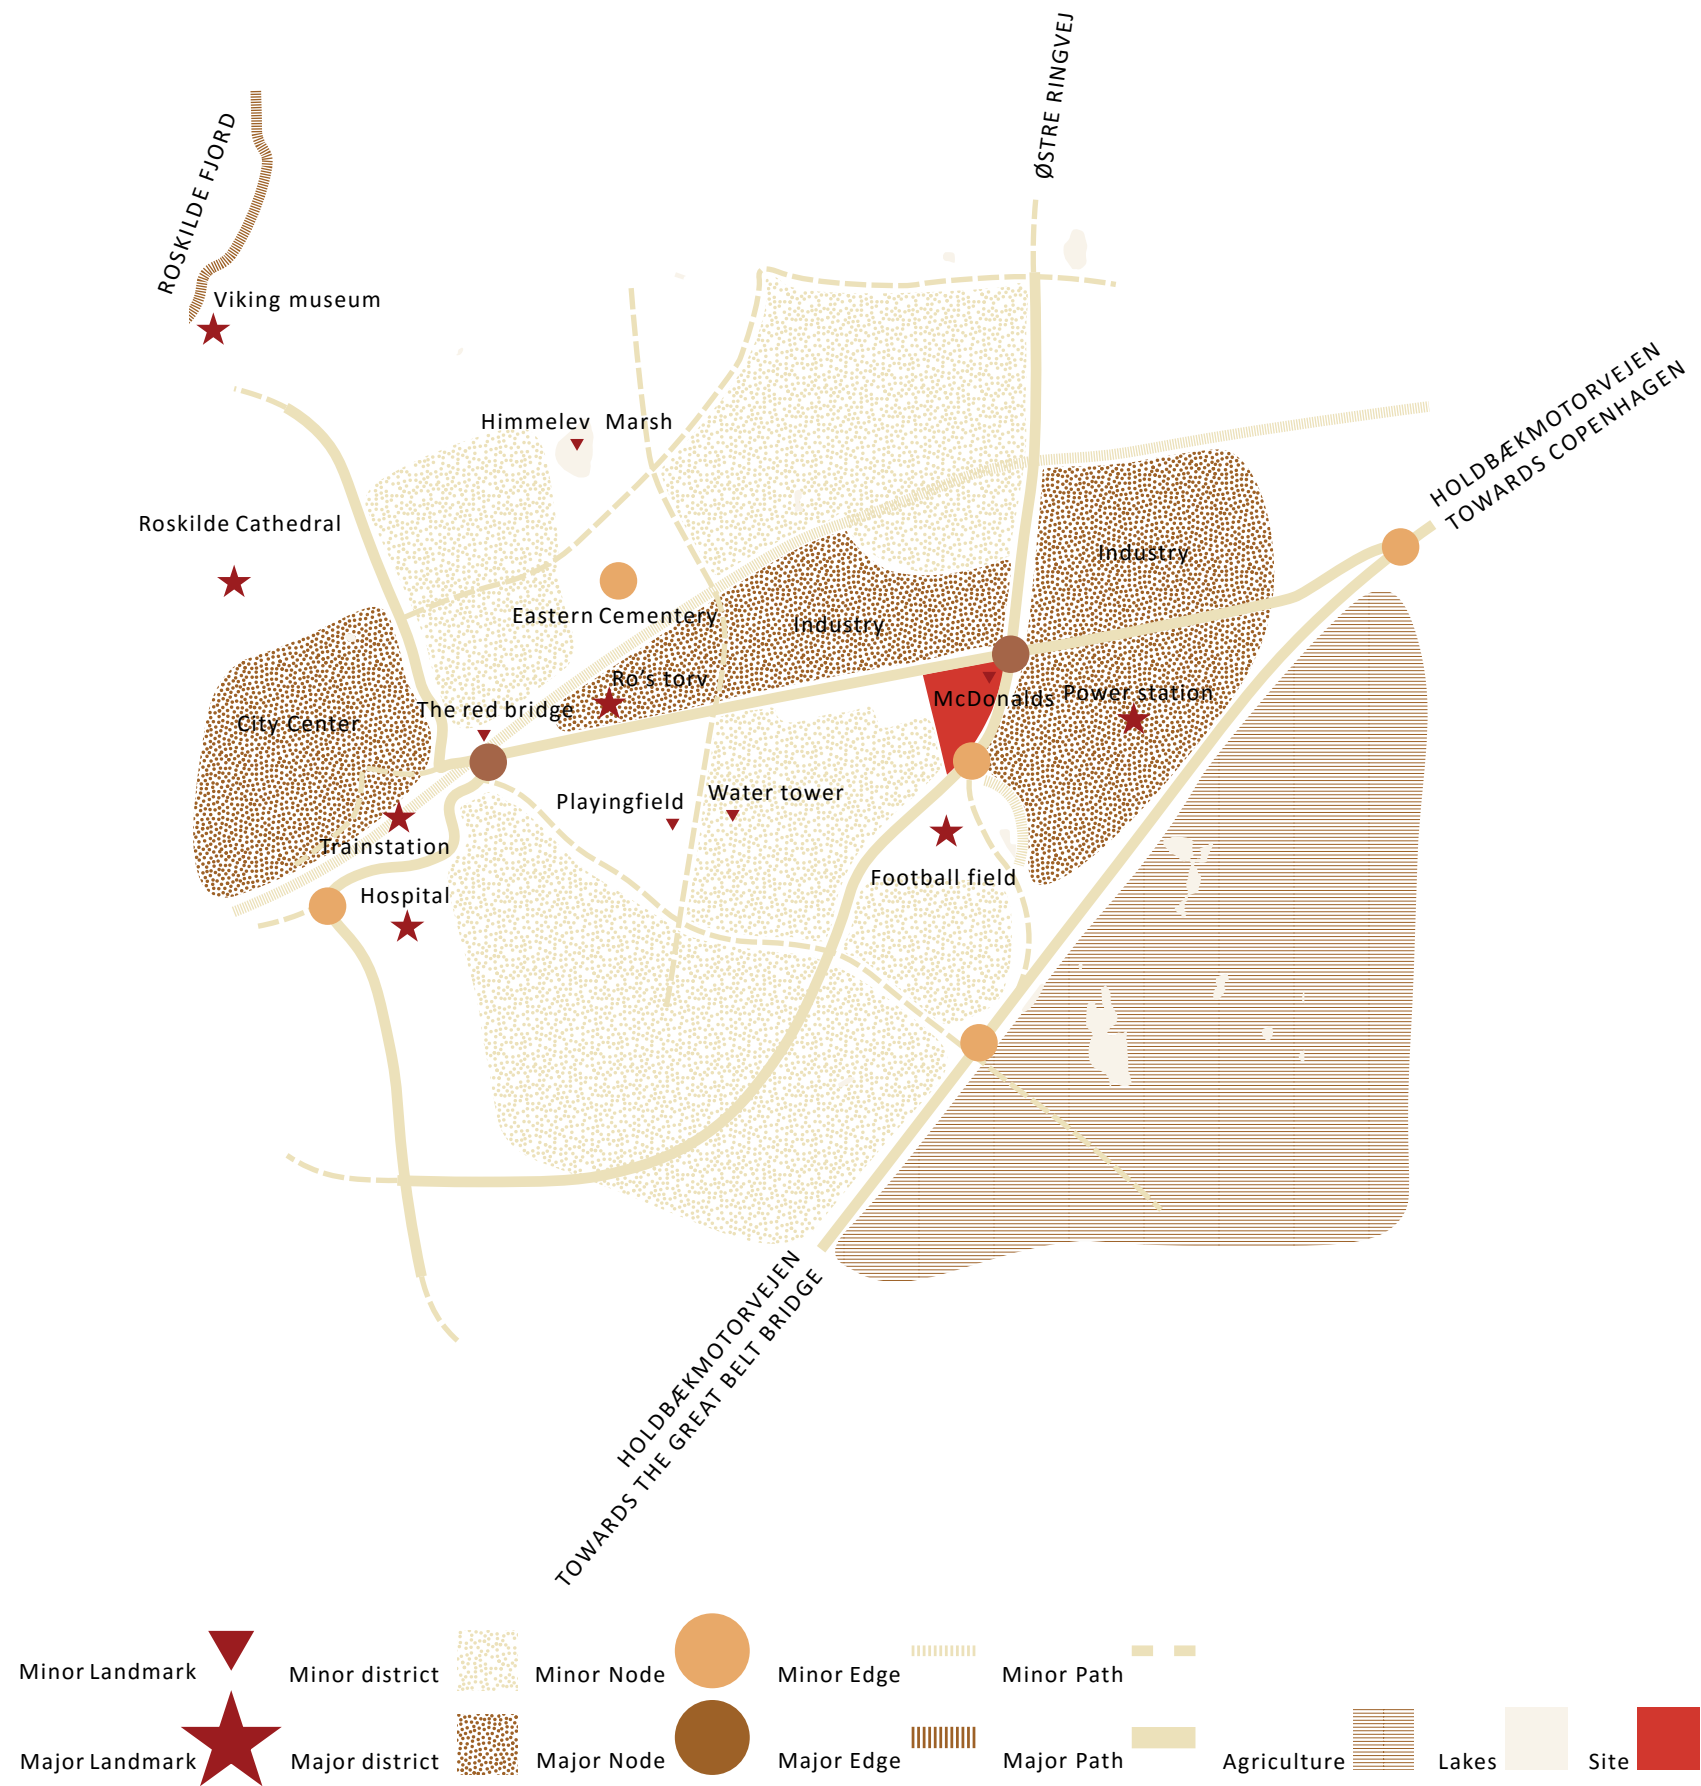 ØSTRE RINGVEJ
ROSKILDE FJORD
Viking museum
HOLDBÆKMOTORVEJEN
TOWARDS COPENHAGEN
Himmelev Marsh
Roskilde Cathedral
Industry
Eastern Cementery
Industry
Ro's torv
McDonalds
Power station
The red bridge
City Center
Playingfield
Water tower
Trainstation
Football field
Hospital
HOLDBÆKMOTORVEJEN
TOWARDS THE GREAT BELT BRIDGE
Minor Landmark
Minor district
Minor Node
Minor Edge
Minor Path
Major Landmark
Major district
Major Node
Major Edge
Major Path
Agriculture
Lakes
Site